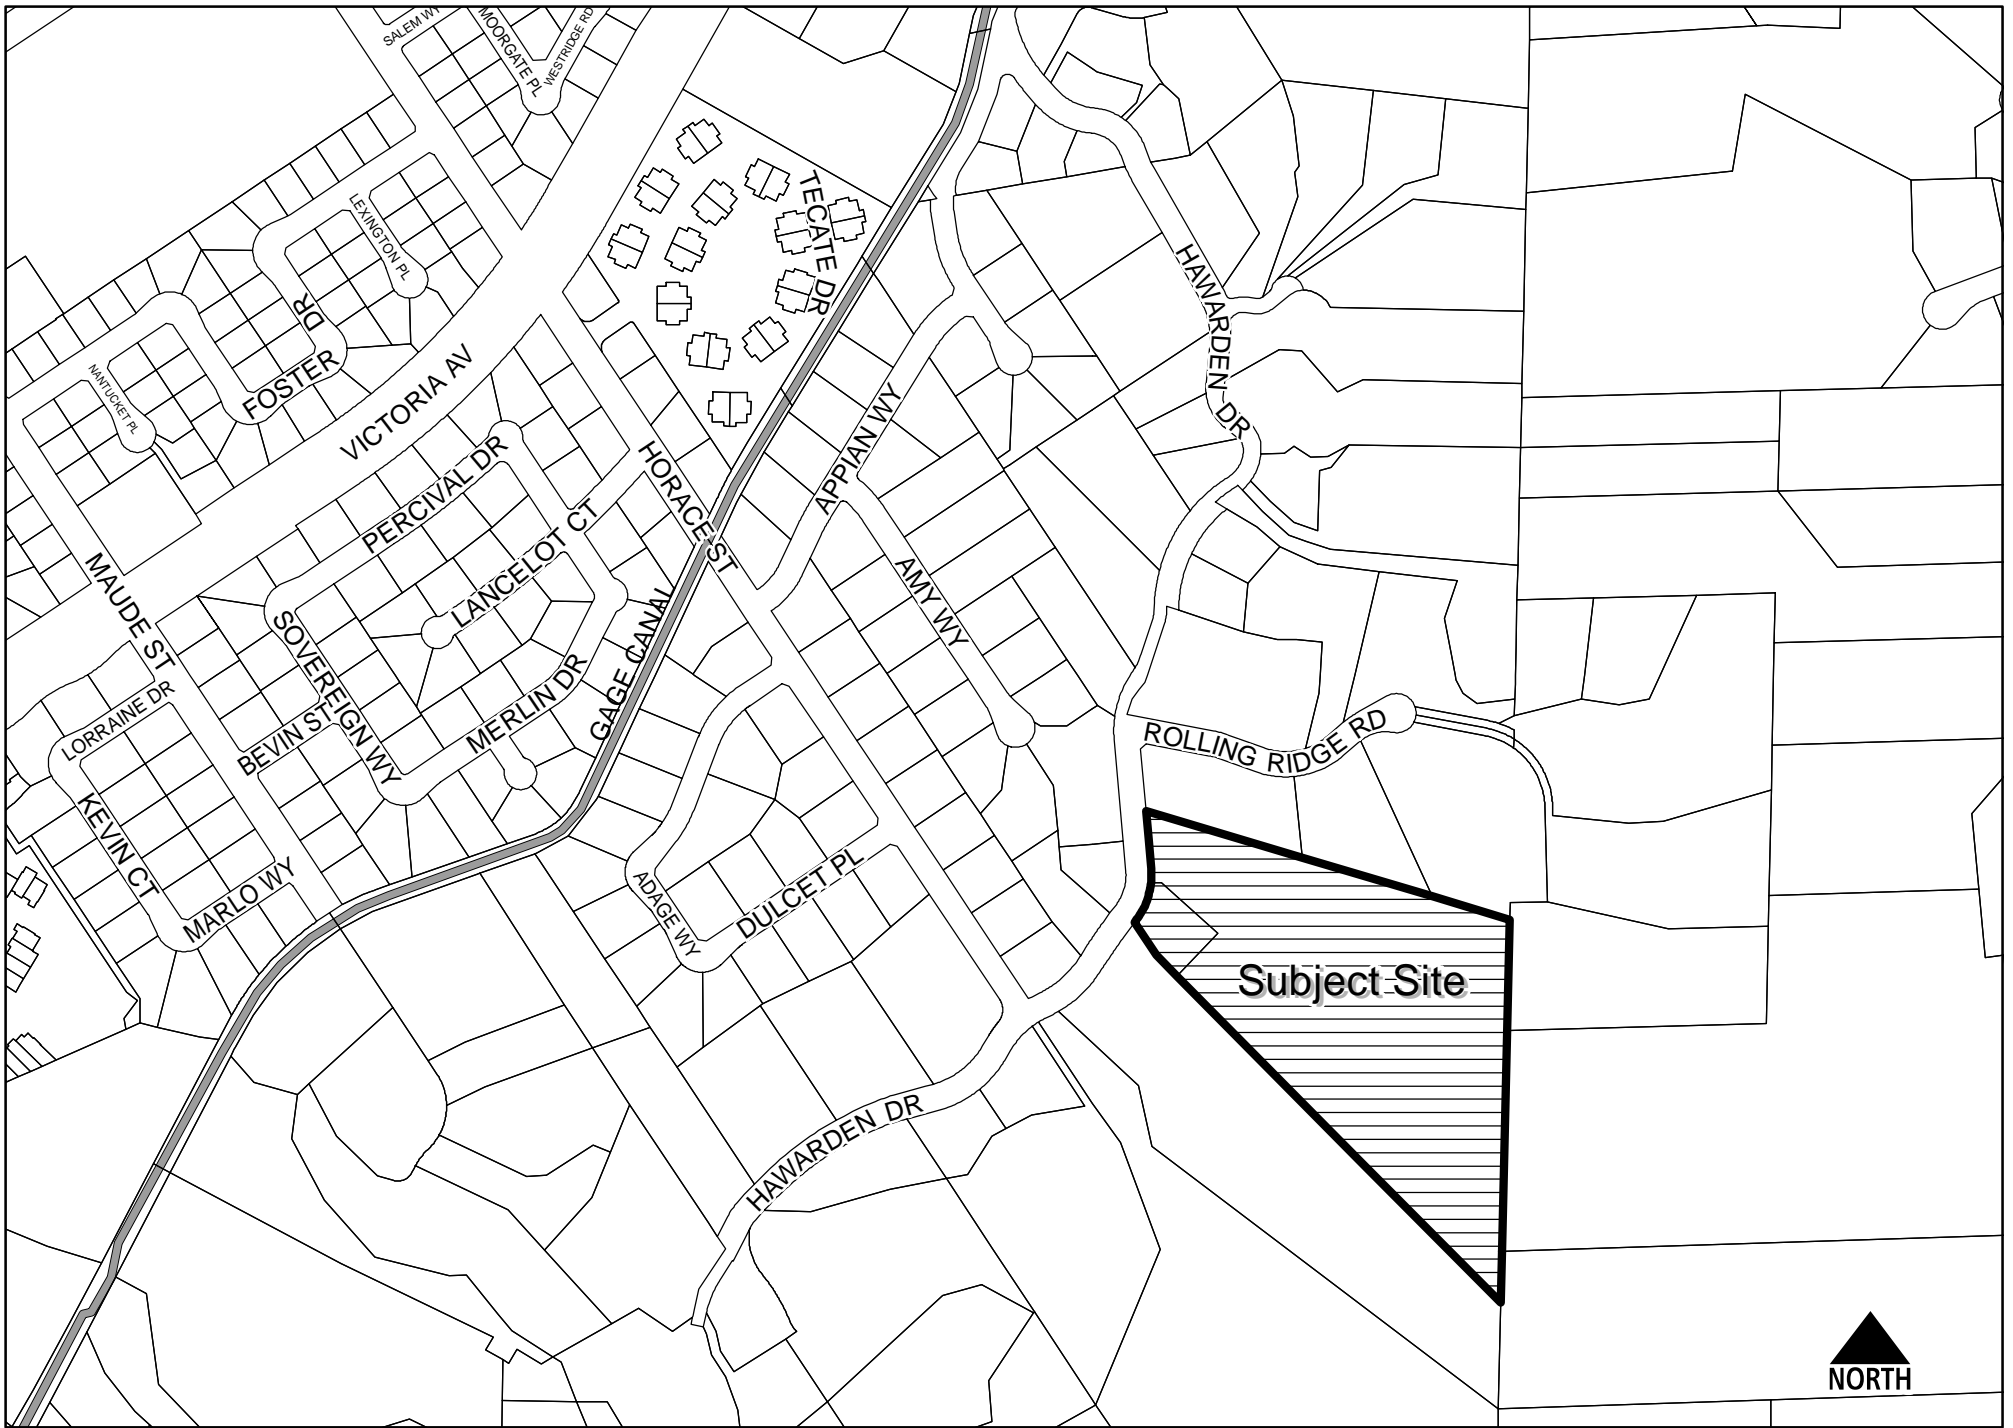 SALEM WY
MOORGATE PL
WESTRIDGE RD
TECATE DR
LEXINGTON PL
HAWARDEN DR
FOSTER DR
NANTUCKET PL
VICTORIA AV
APPIAN WY
PERCIVAL DR
HORACE ST
LANCELOT CT
MAUDE ST
AMY WY
SOVEREIGN WY
GAGE CANAL
LORRAINE DR
BEVIN ST
MERLIN DR
ROLLING RIDGE RD
KEVIN CT
MARLO WY
ADAGE WY
DULCET PL
Subject Site
HAWARDEN DR
NORTH